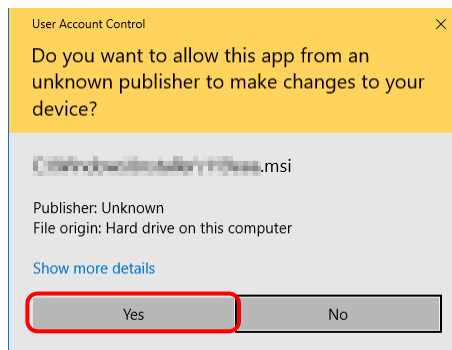 User Account Control
Do you want to allow this app from an
unknown publisher to make changes to your
device?
.msi
Publisher: Unknown
File origin: Hard drive on this computer
Show more details
Yes
No